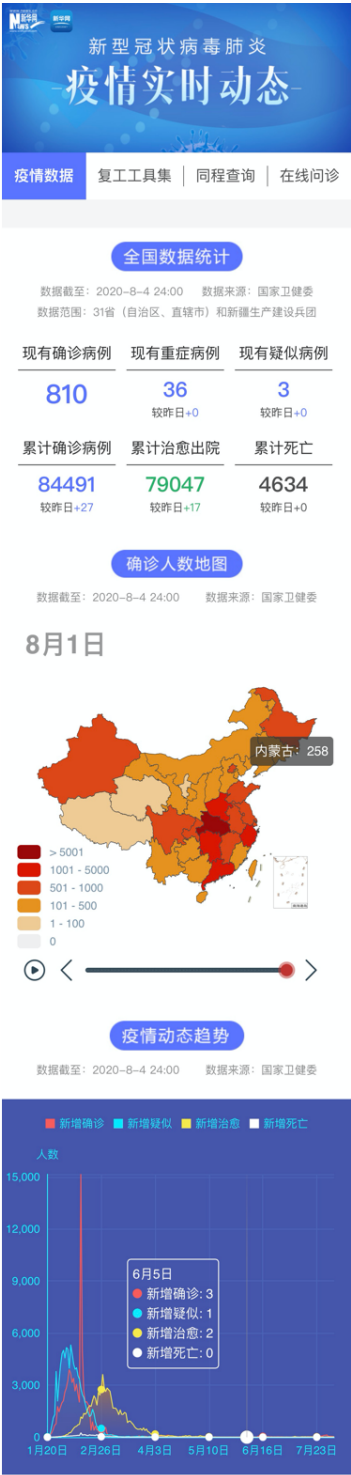 新华网
NEWS
新华网
新型冠状病毒肺炎
疫情实时动态
疫情数据 复工工具集 同程查询 在线问诊
全国数据统计
数据截至：2020-8-4 24:00 数据来源：国家卫健委
数据范围：31省（自治区、直辖市）和新疆生产建设兵团
现有确诊病例 现有重症病例 现有疑似病例
810 36 3
较昨日+0 较昨日+0
累计确诊病例 累计治愈出院 累计死亡
84491 79047 4634
较昨日+27 较昨日+17 较昨日+0
确诊人数地图
数据截至：2020-8-4 24:00 数据来源：国家卫健委
8月1日
内蒙古：258
> 5001
1001 - 5000
501 - 1000
101 - 500
1 - 100
0
疫情动态趋势
数据截至：2020-8-4 24:00 数据来源：国家卫健委
新增确诊 新增疑似 新增治愈 新增死亡
人数
15,000
12,000
9,000
6,000
3,000
0
6月5日
新增确诊: 3
新增疑似: 1
新增治愈: 2
新增死亡: 0
1月20日 2月26日 4月3日 5月10日 6月16日 7月23日